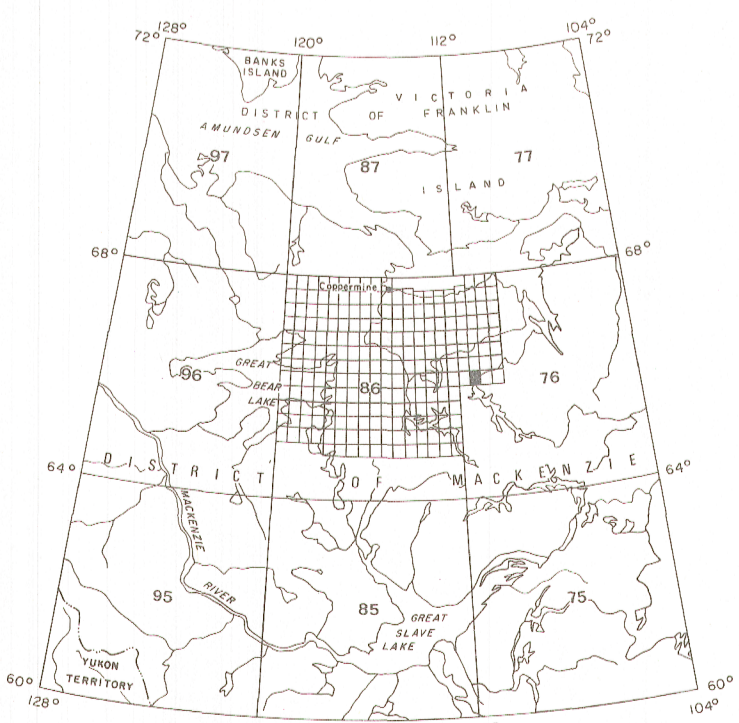 128° 120° 112° 104°
72° 72°
BANKS
ISLAND
VICTORIA
DISTRICT OF FRANKLIN
AMUNDSEN GULF
97 87 77
ISLAND
68° 68°
Coppermine
GREAT
BEAR
LAKE
96 86 76
DISTRICT OF MACKENZIE
64° 64°
MACKENZIE
RIVER
95 85 75
GREAT
SLAVE
LAKE
YUKON
TERRITORY
60° 60°
128° 104°